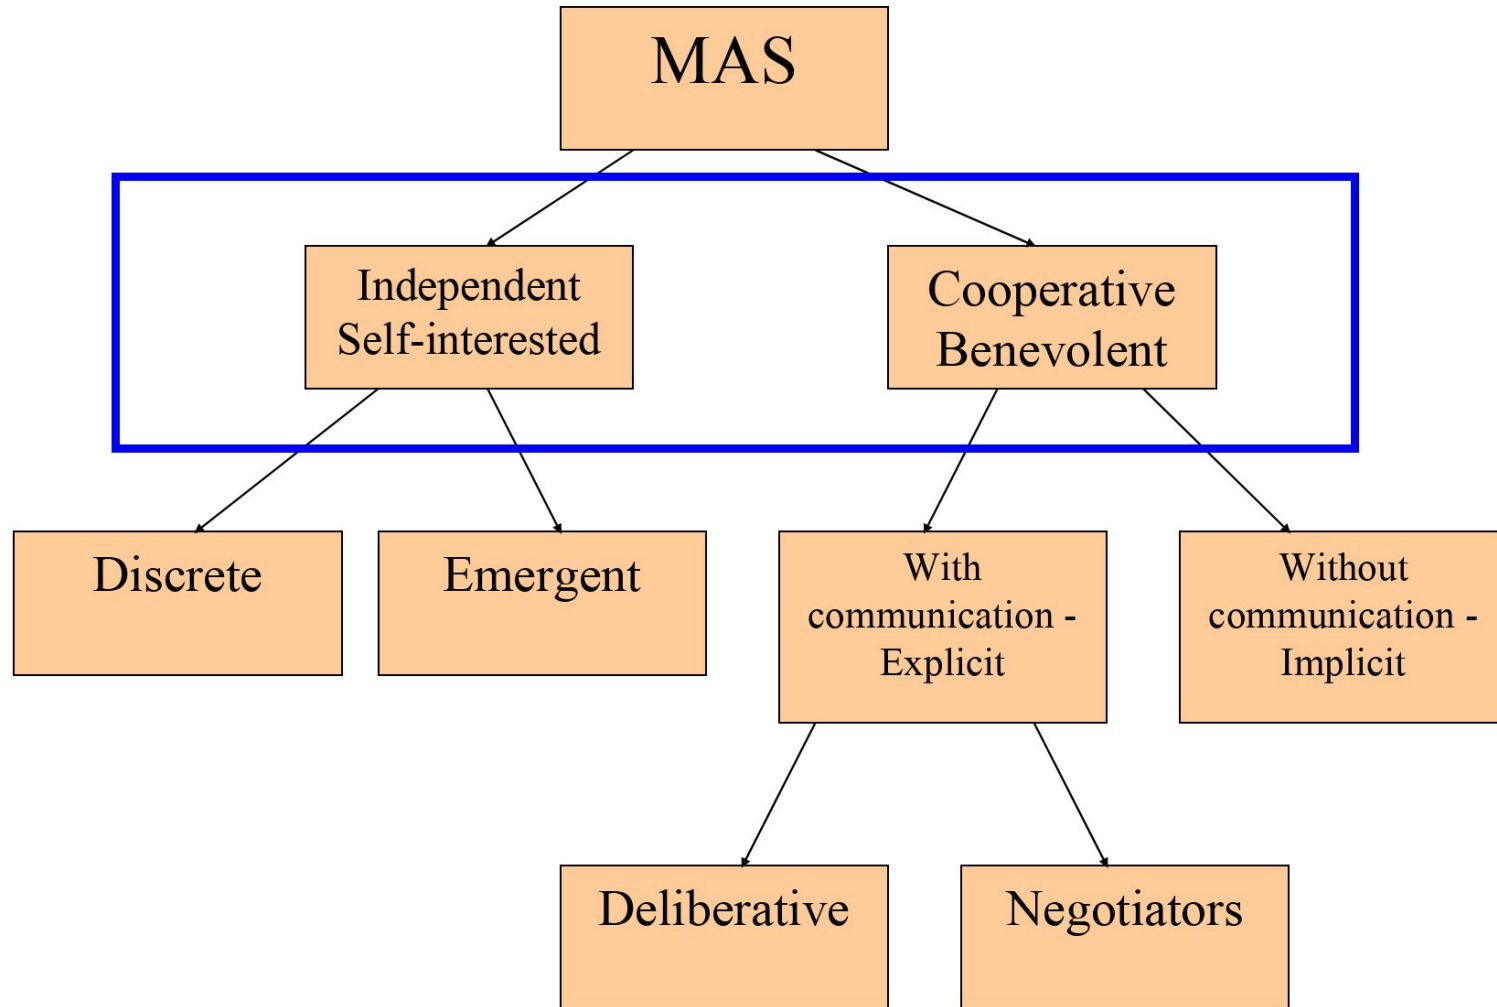 MAS
Independent
Self-interested
Cooperative
Benevolent
Discrete
Emergent
With
communication -
Explicit
Without
communication -
Implicit
Deliberative
Negotiators